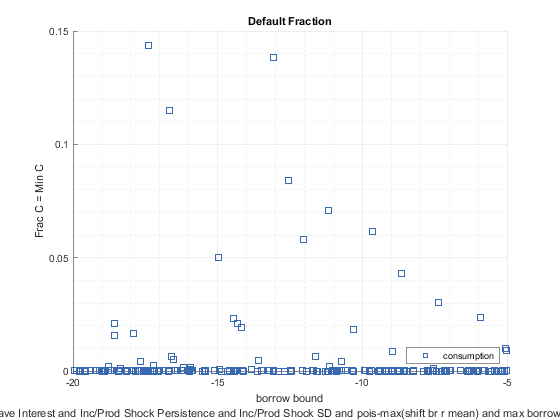 Default Fraction
0.15
0.1
0.05
0
Frac C = Min C
consumption
-20
-15
-10
-5
borrow bound
ave Interest and Inc/Prod Shock Persistence and Inc/Prod Shock SD and pois-max(shift br r mean) and max borrow